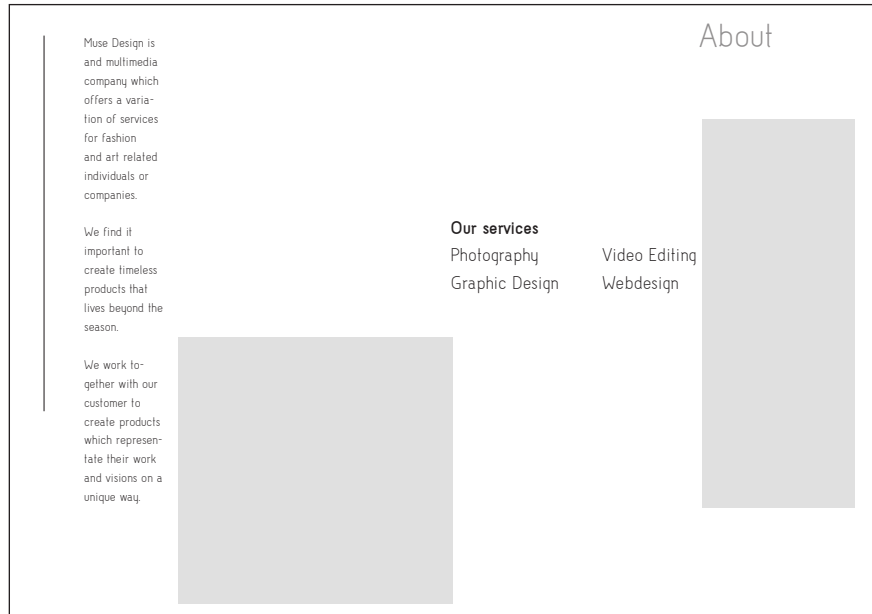 About
Muse Design is
and multimedia
company which
offers a varia-
tion of services
for fashion
and art related
individuals or
companies.
We find it
important to
create timeless
products that
lives beyond the
season.
We work to-
gether with our
customer to
create products
which represen-
tate their work
and visions on a
unique way.
Our services
Photography Video Editing
Graphic Design Webdesign